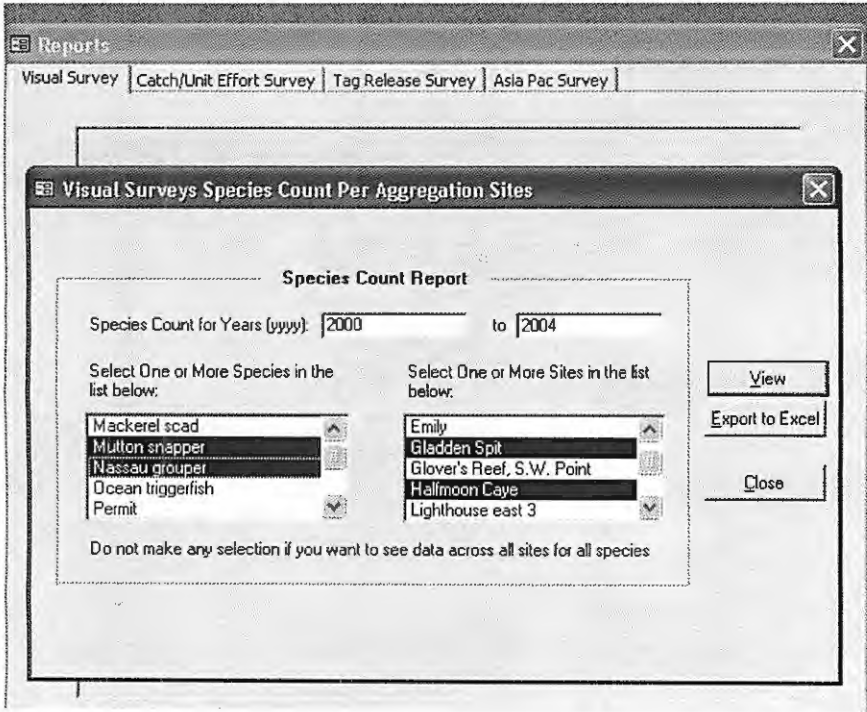 Reports
Visual Survey Catch/Unit Effort Survey Tag Release Survey Asia Pac Survey
Visual Surveys Species Count Per Aggregation Sites
Species Count Report
Species Count for Years (yyyy): 2000 to 2004
Select One or More Species in the
list below:
Mackerel scad
Mutton snapper
Nassau grouper
Ocean triggerfish
Permit
Select One or More Sites in the list
below:
Emily
Gladden Spit
Glover's Reef, S.W. Point
Halfmoon Caye
Lighthouse east 3
Do not make any selection if you want to see data across all sites for all species
View
Export to Excel
Close